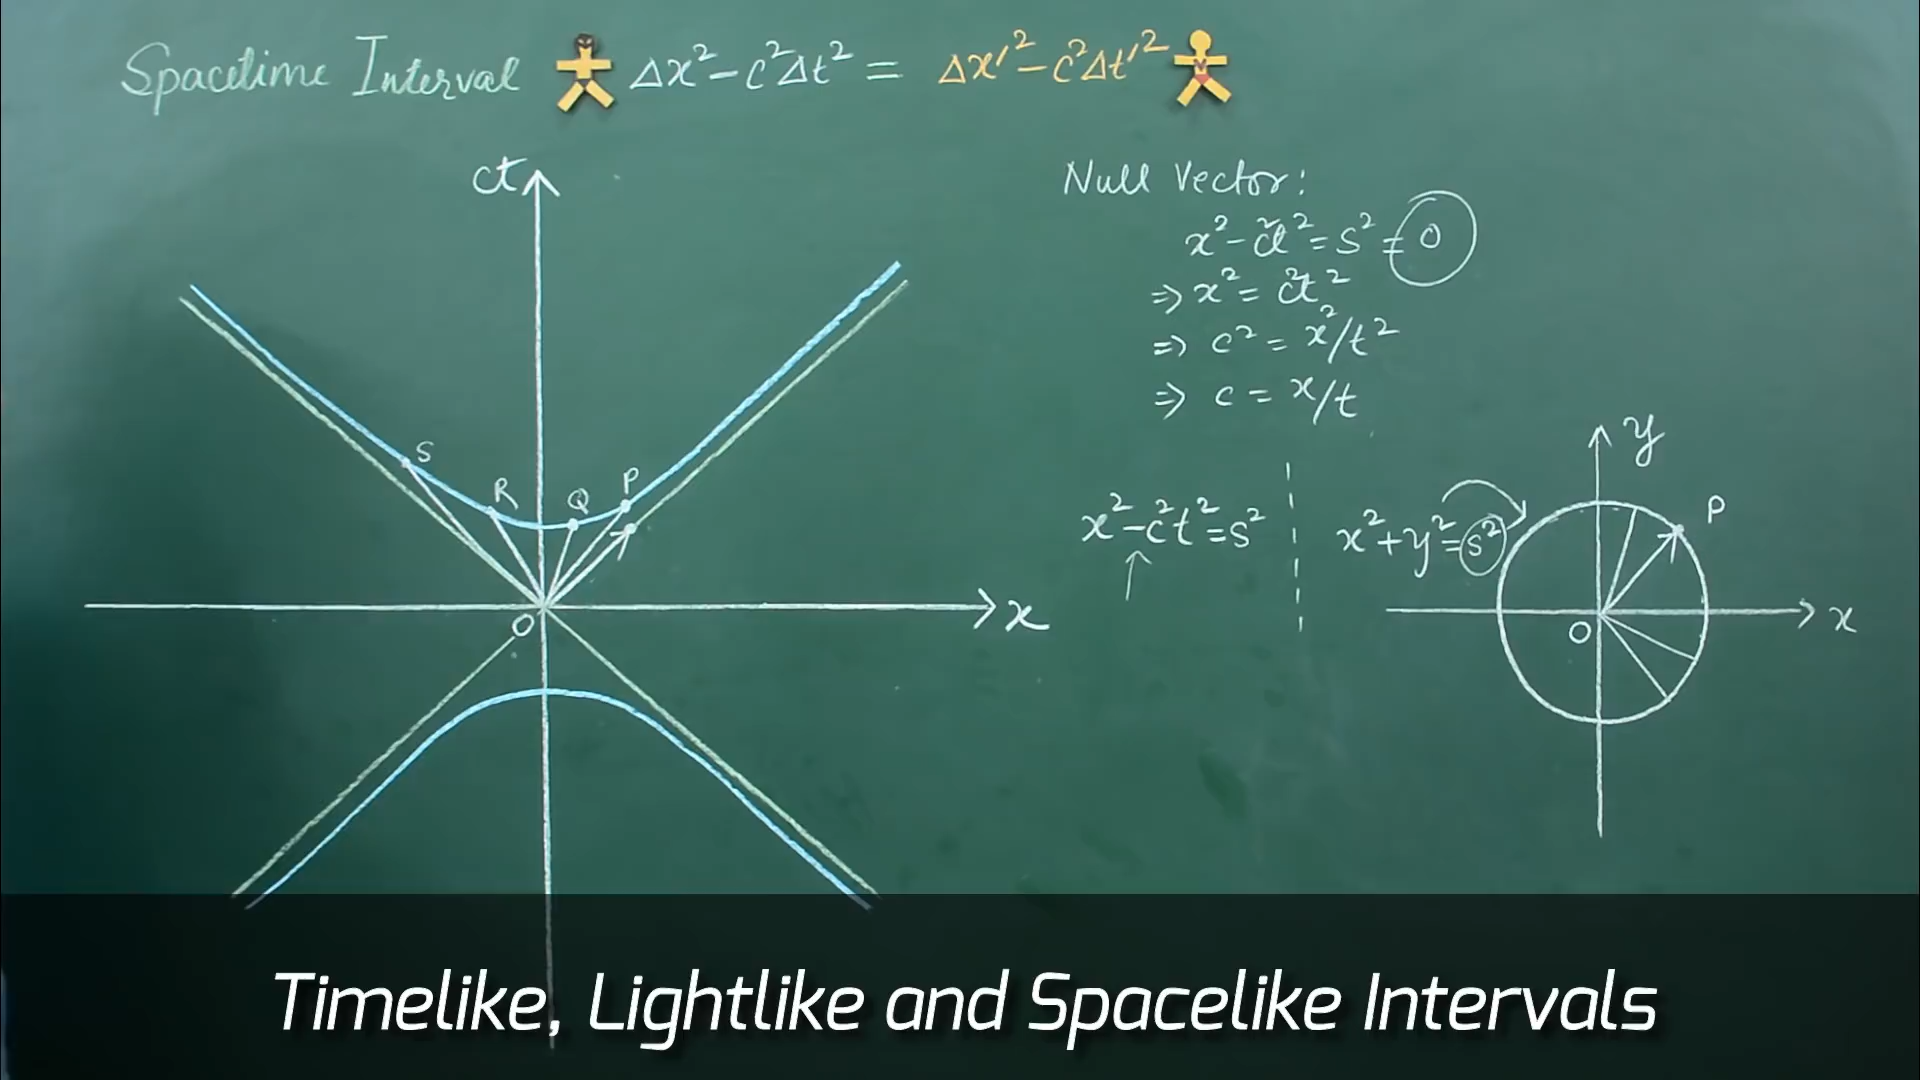 Spacetime Interval Δx²-c²Δt² = Δx'²-c²Δt'²
ct
Null Vector:
x²-c²t²=s²=0
⇒ x²=c²t²
⇒ c²=x²/t²
⇒ c=x/t
S
R
Q
P
O
x
x²-c²t²=s²
x²+y²=s²
y
P
O
x
Timelike, Lightlike and Spacelike Intervals